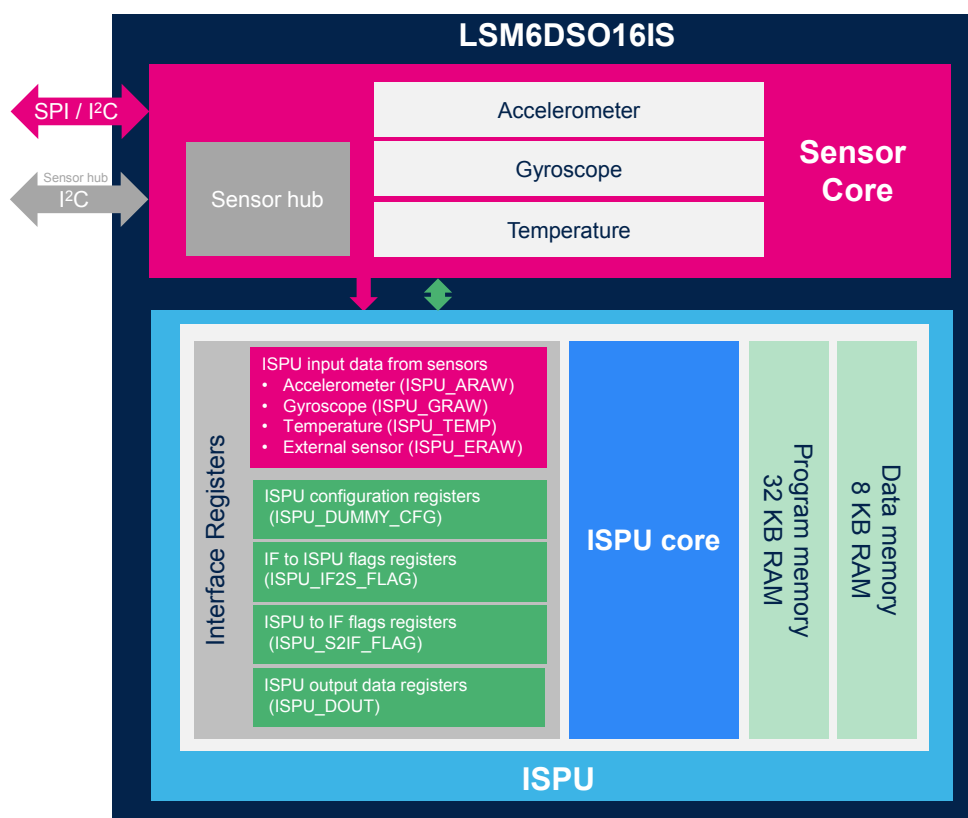 LSM6DSO16IS
SPI / I²C
Sensor hub
I²C
Sensor hub
Accelerometer
Gyroscope
Temperature
Sensor
Core
Interface Registers
ISPU input data from sensors
• Accelerometer (ISPU_ARAW)
• Gyroscope (ISPU_GRAW)
• Temperature (ISPU_TEMP)
• External sensor (ISPU_ERAW)
ISPU configuration registers
(ISPU_DUMMY_CFG)
IF to ISPU flags registers
(ISPU_IF2S_FLAG)
ISPU to IF flags registers
(ISPU_S2IF_FLAG)
ISPU output data registers
(ISPU_DOUT)
ISPU core
Program memory
32 KB RAM
Data memory
8 KB RAM
ISPU